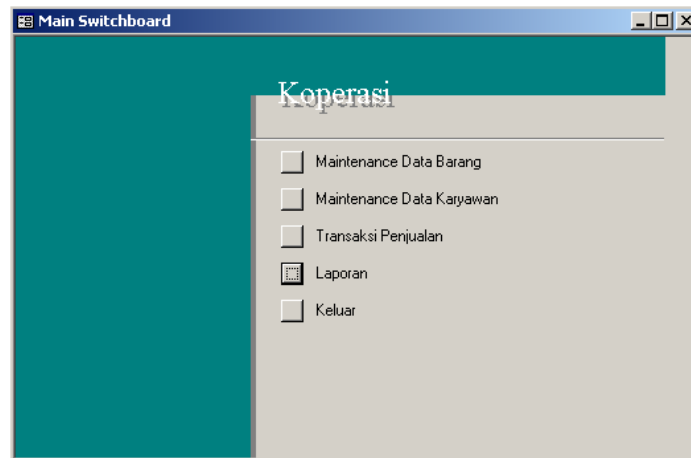 Main Switchboard
Koperasi
Maintenance Data Barang
Maintenance Data Karyawan
Transaksi Penjualan
Laporan
Keluar